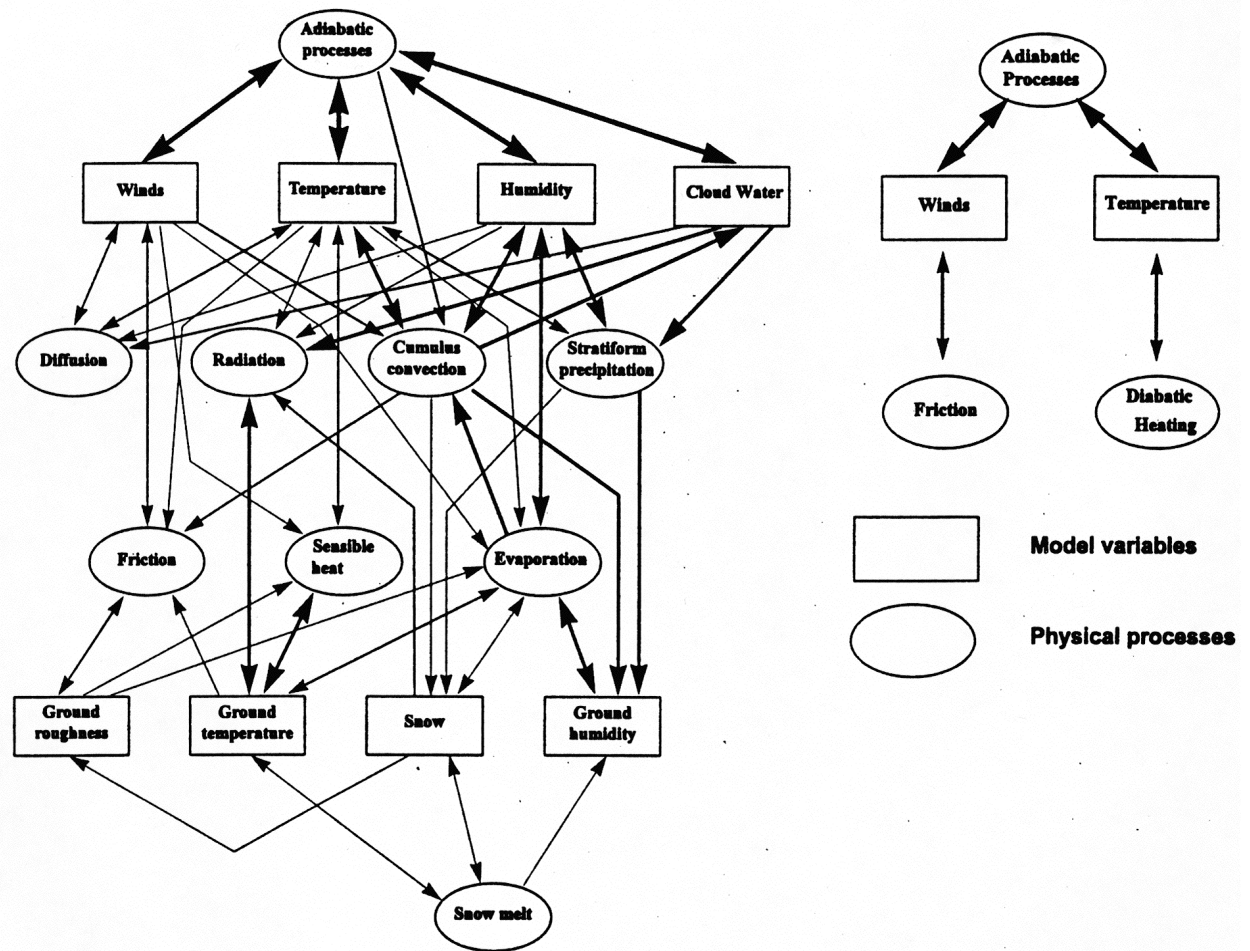 Adiabatic
processes
Adiabatic
Processes
Winds
Temperature
Humidity
Cloud Water
Winds
Temperature
Diffusion
Radiation
Cumulus
convection
Stratiform
precipitation
Friction
Diabatic
Heating
Friction
Sensible
heat
Evaporation
Model variables
Physical processes
Ground
roughness
Ground
temperature
Snow
Ground
humidity
Snow melt